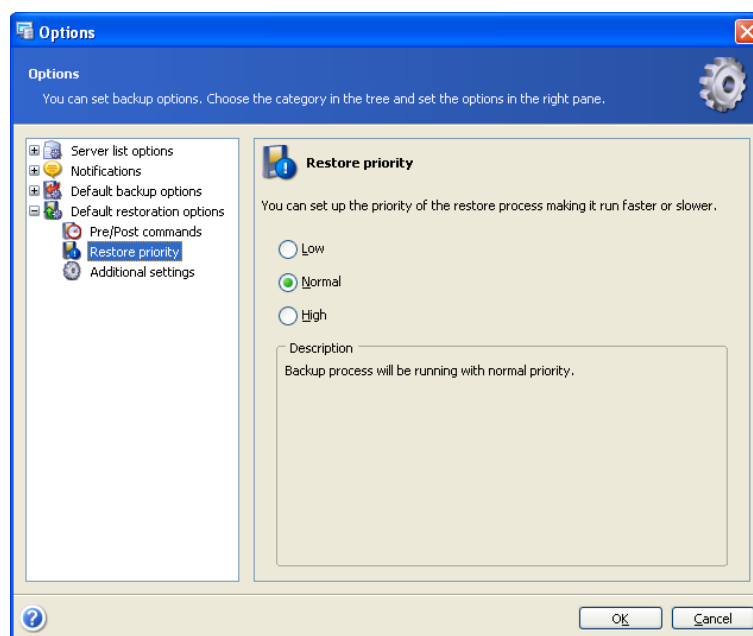 Options
Options
You can set backup options. Choose the category in the tree and set the options in the right pane.
Server list options
Notifications
Default backup options
Default restoration options
Pre/Post commands
Restore priority
Additional settings
Restore priority
You can set up the priority of the restore process making it run faster or slower.
Low
Normal
High
Description
Backup process will be running with normal priority.
OK
Cancel